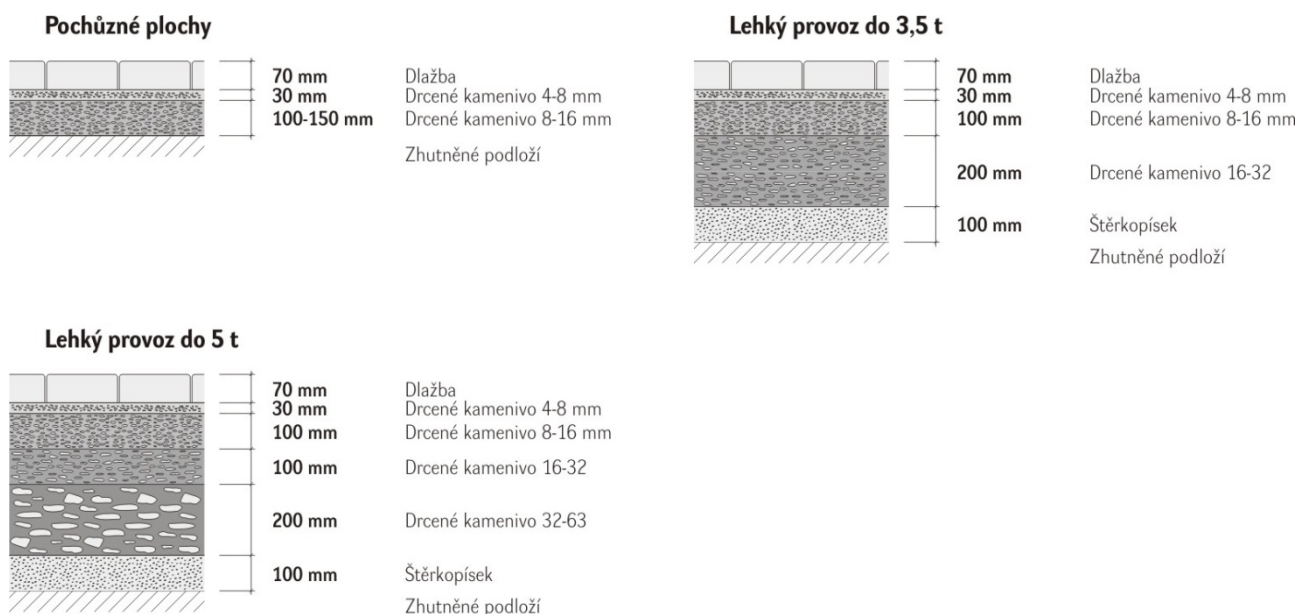 Pochůzné plochy
70 mm Dlažba
30 mm Drcené kamenivo 4-8 mm
100-150 mm Drcené kamenivo 8-16 mm
Zhutněné podloží
Lehký provoz do 3,5 t
70 mm Dlažba
30 mm Drcené kamenivo 4-8 mm
100 mm Drcené kamenivo 8-16 mm
200 mm Drcené kamenivo 16-32
100 mm Štěrkopísek
Zhutněné podloží
Lehký provoz do 5 t
70 mm Dlažba
30 mm Drcené kamenivo 4-8 mm
100 mm Drcené kamenivo 8-16 mm
100 mm Drcené kamenivo 16-32
200 mm Drcené kamenivo 32-63
100 mm Štěrkopísek
Zhutněné podloží